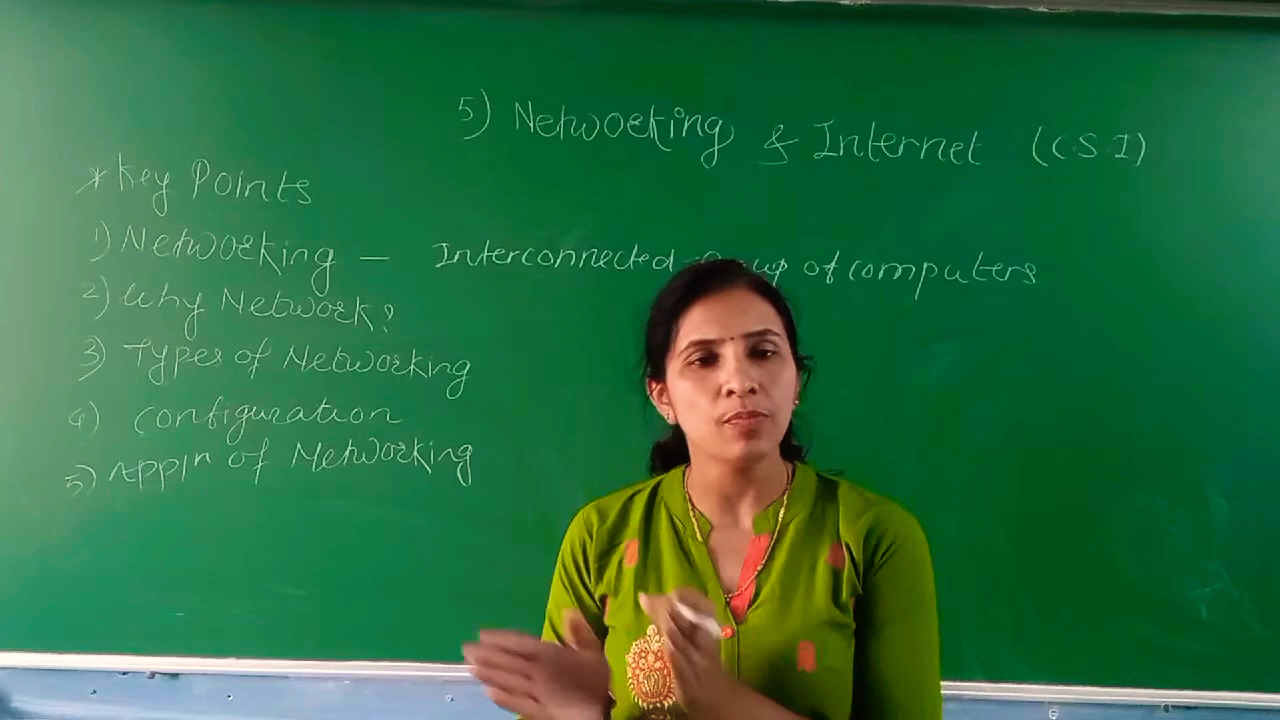 5) Networking & Internet (CSI)
* Key Points
1) Networking — Interconnected of computers
2) Why Network?
3) Types of Networking
4) Configuration
5) Appln of Networking